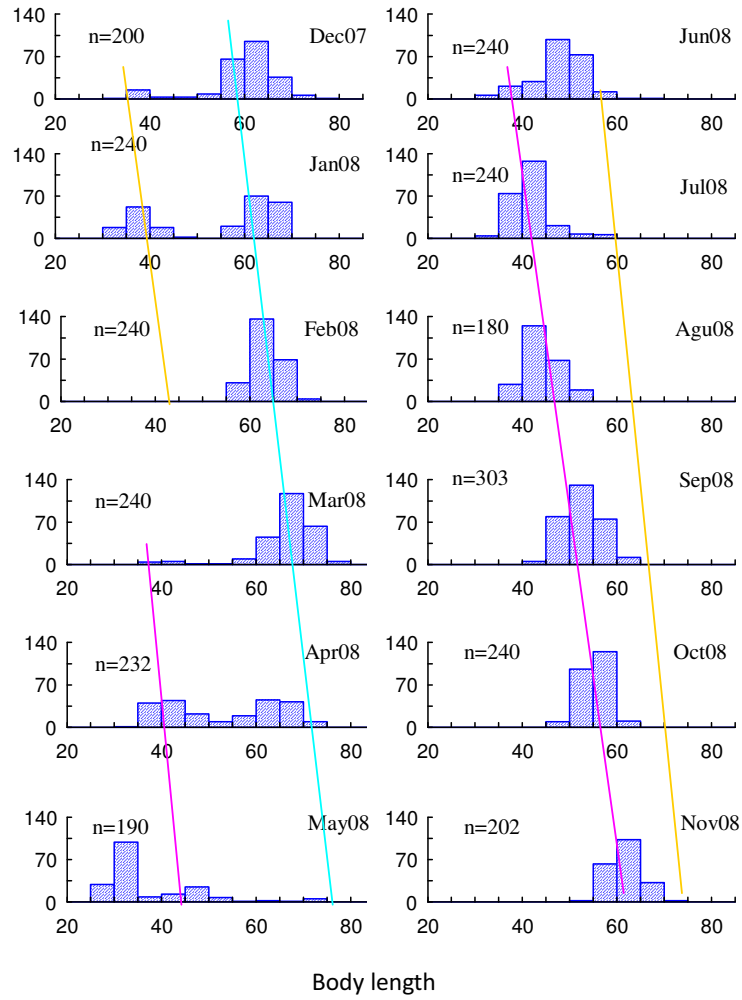 140
70
0
n=200
Dec07
20 40 60 80
140
70
0
n=240
Jan08
20 40 60 80
140
70
0
n=240
Feb08
20 40 60 80
140
70
0
n=240
Mar08
20 40 60 80
140
70
0
n=232
Apr08
20 40 60 80
140
70
0
n=190
May08
20 40 60 80
140
70
0
n=240
Jun08
20 40 60 80
140
70
0
n=240
Jul08
20 40 60 80
140
70
0
n=180
Agu08
20 40 60 80
140
70
0
n=303
Sep08
20 40 60 80
140
70
0
n=240
Oct08
20 40 60 80
140
70
0
n=202
Nov08
20 40 60 80
Body length